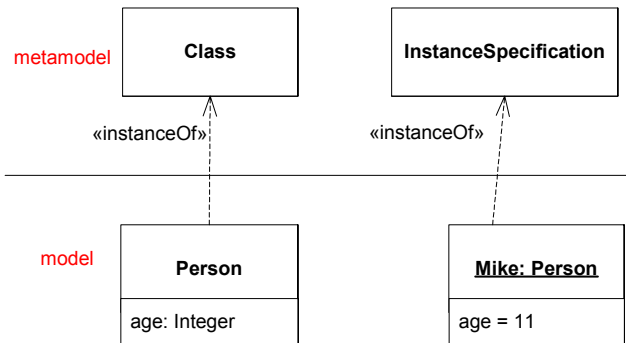 metamodel
Class
InstanceSpecification
«instanceOf»
«instanceOf»
model
Person
age: Integer
Mike: Person
age = 11